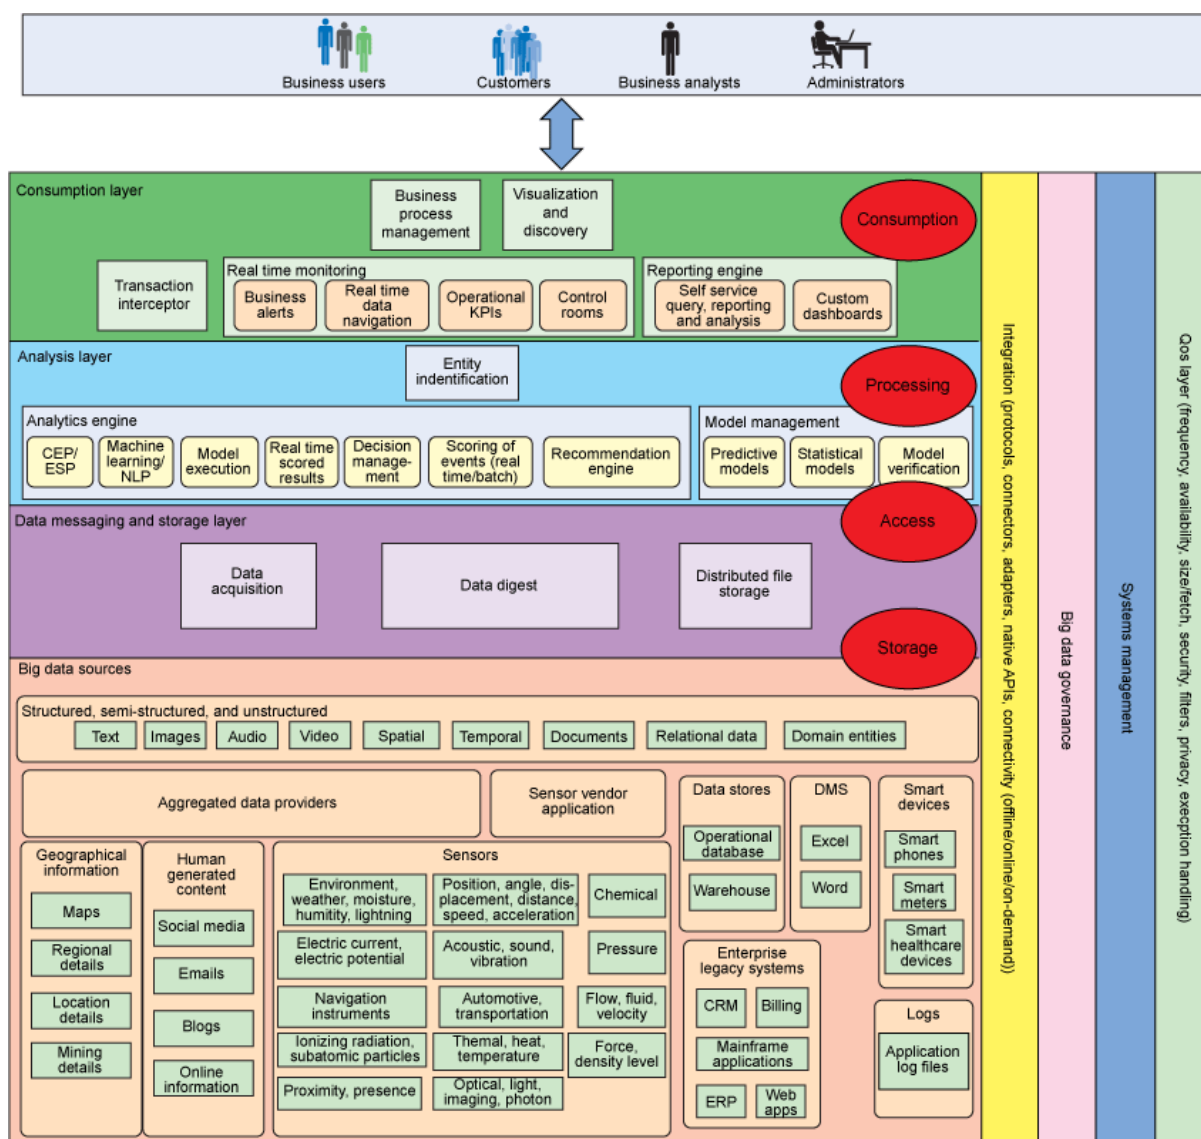 Business users
Customers
Business analysts
Administrators
Consumption layer
Business
process
management
Visualization
and
discovery
Consumption
Transaction
interceptor
Real time monitoring
Business
alerts
Real time
data
navigation
Operational
KPIs
Control
rooms
Reporting engine
Self service
query, reporting
and analysis
Custom
dashboards
Analysis layer
Entity
indentification
Processing
Analytics engine
CEP/
ESP
Machine
learning/
NLP
Model
execution
Real time
scored
results
Decision
manage-
ment
Scoring of
events (real
time/batch)
Recommendation
engine
Model management
Predictive
models
Statistical
models
Model
verification
Data messaging and storage layer
Access
Data
acquisition
Data digest
Distributed file
storage
Storage
Big data sources
Structured, semi-structured, and unstructured
Text
Images
Audio
Video
Spatial
Temporal
Documents
Relational data
Domain entities
Aggregated data providers
Sensor vendor
application
Data stores
Operational
database
Warehouse
DMS
Excel
Word
Smart
devices
Smart
phones
Smart
meters
Smart
healthcare
devices
Geographical
information
Maps
Regional
details
Location
details
Mining
details
Human
generated
content
Social media
Emails
Blogs
Online
information
Sensors
Environment,
weather, moisture,
humitity, lightning
Position, angle, dis-
placement, distance,
speed, acceleration
Chemical
Electric current,
electric potential
Acoustic, sound,
vibration
Pressure
Navigation
instruments
Automotive,
transportation
Flow, fluid,
velocity
Ionizing radiation,
subatomic particles
Themal, heat,
temperature
Force,
density level
Proximity, presence
Optical, light,
imaging, photon
Enterprise
legacy systems
CRM
Billing
Mainframe
applications
ERP
Web
apps
Logs
Application
log files
Integration (protocols, connectors, adapters, native APIs, connectivity (offline/online/on-demand))
Big data governance
Systems management
Qos layer (frequency, availability, size/fetch, security, filters, privacy, execption handling)